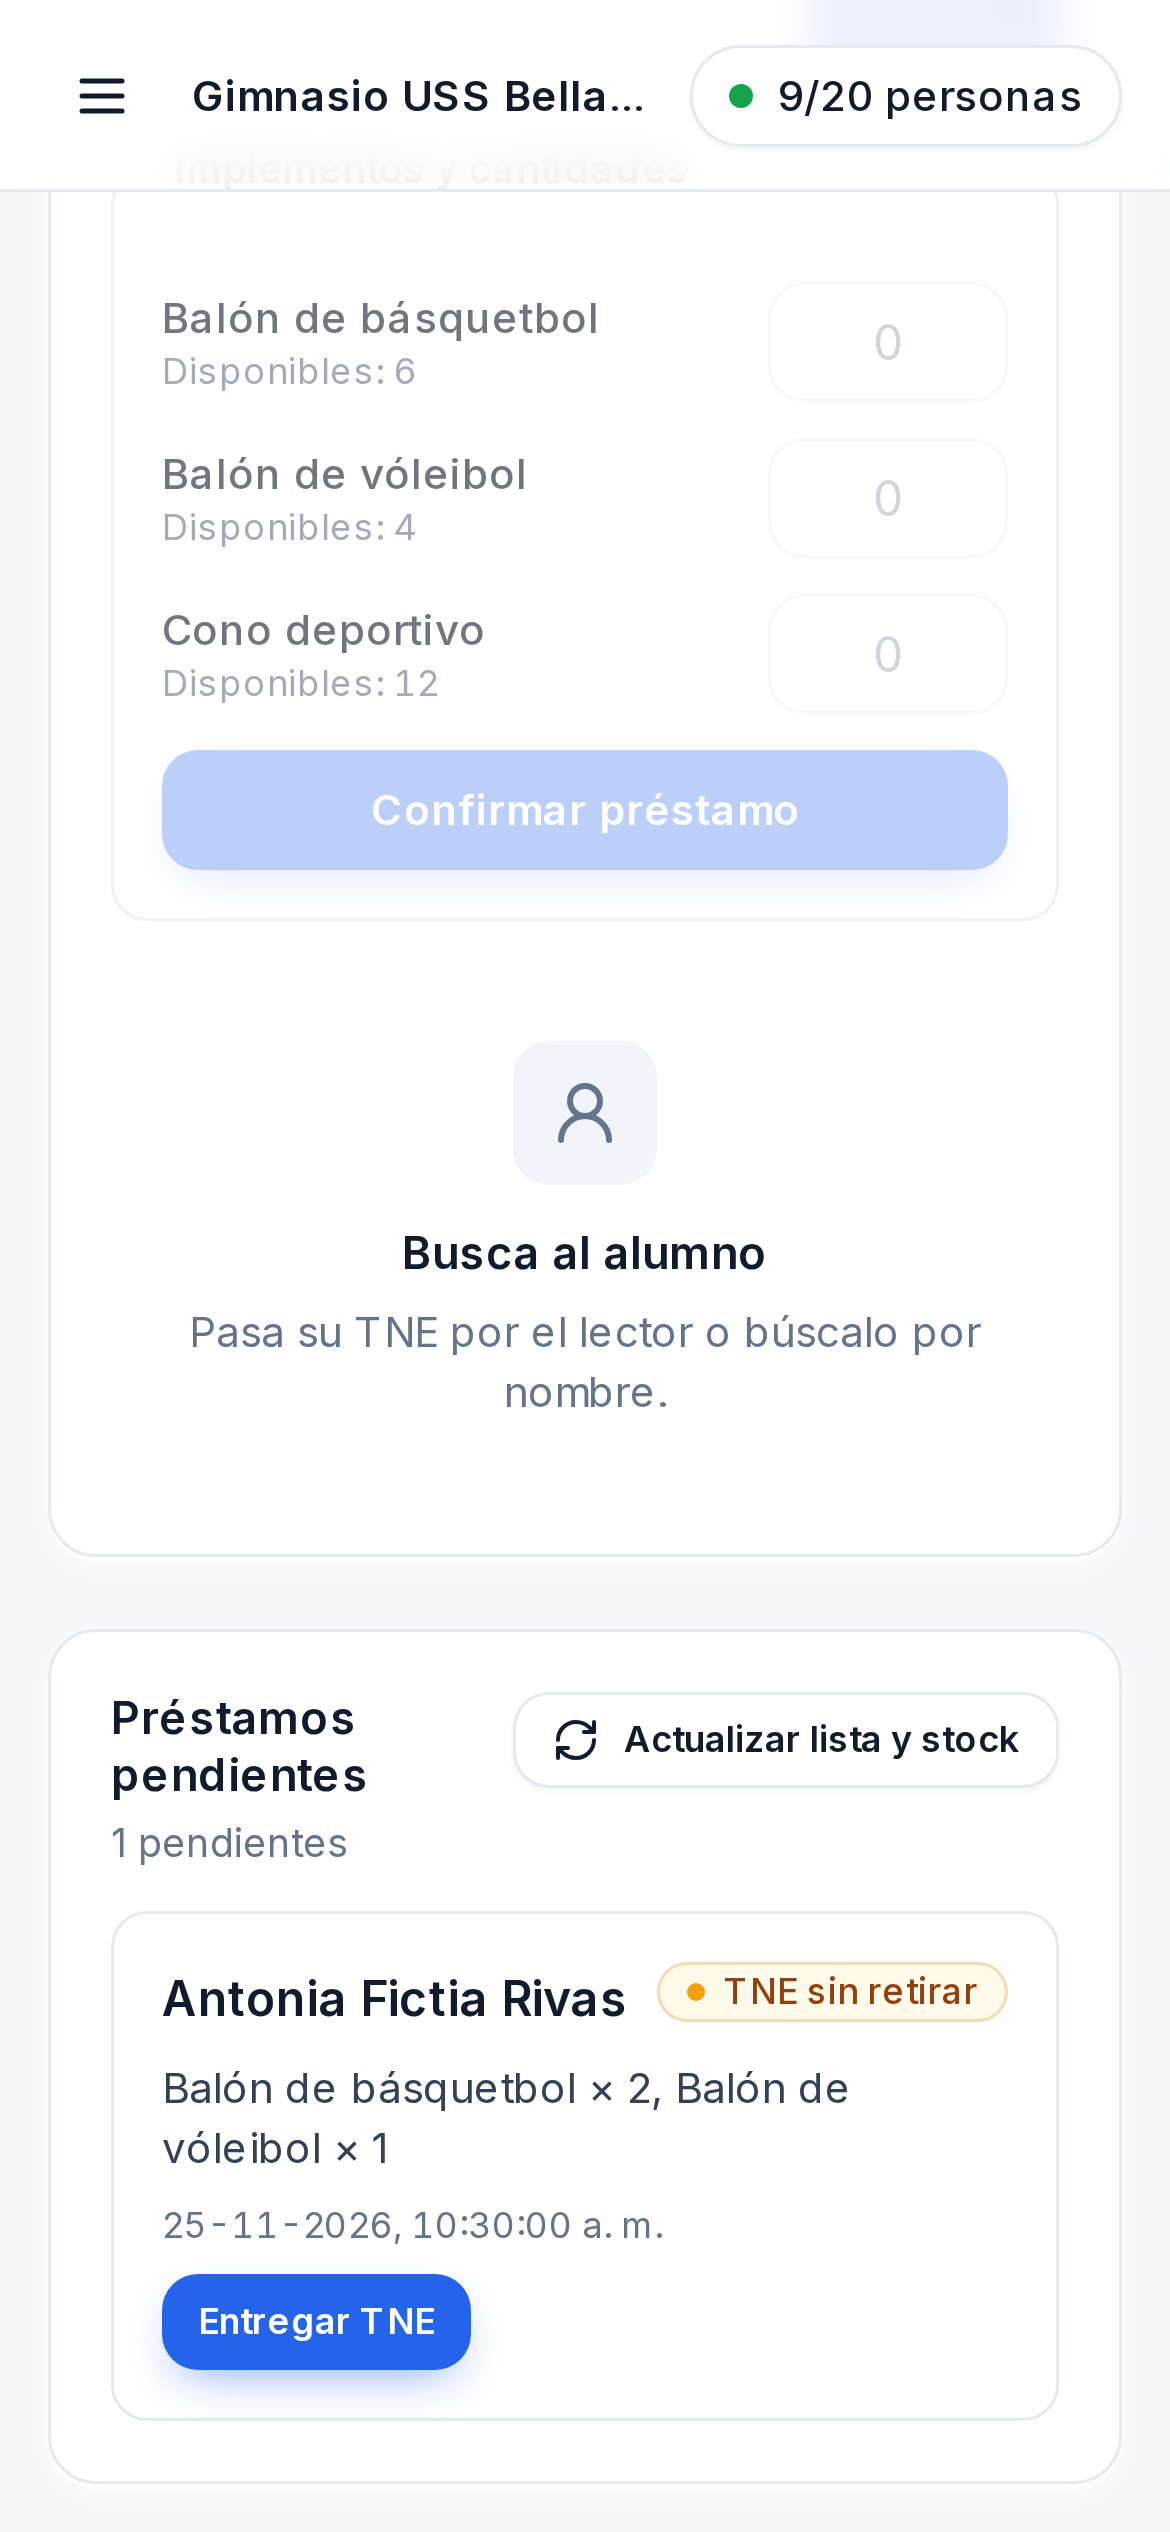 Gimnasio USS Bella...
9/20 personas
Implementos y cantidades
Balón de básquetbol
Disponibles: 6
0
Balón de vóleibol
Disponibles: 4
0
Cono deportivo
Disponibles: 12
0
Confirmar préstamo
Busca al alumno
Pasa su TNE por el lector o búscalo por
nombre.
Préstamos
pendientes
Actualizar lista y stock
1 pendientes
Antonia Fictia Rivas
TNE sin retirar
Balón de básquetbol × 2, Balón de
vóleibol × 1
25-11-2026, 10:30:00 a. m.
Entregar TNE